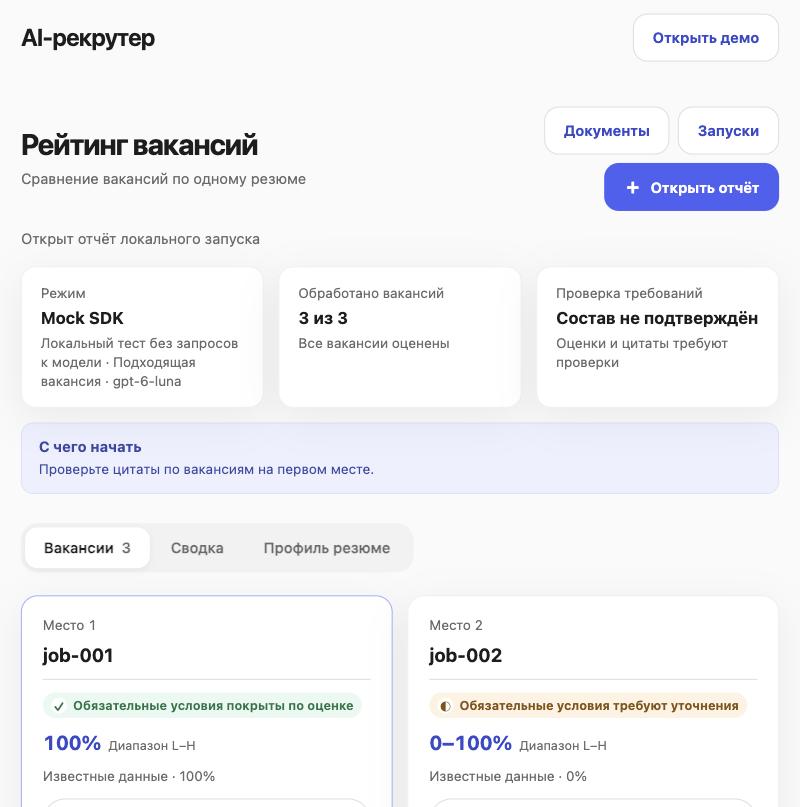 AI-рекрутер
Открыть демо
Рейтинг вакансий
Сравнение вакансий по одному резюме
Документы
Запуски
+ Открыть отчёт
Открыт отчёт локального запуска
Режим
Mock SDK
Локальный тест без запросов
к модели · Подходящая
вакансия · gpt-6-luna
Обработано вакансий
3 из 3
Все вакансии оценены
Проверка требований
Состав не подтверждён
Оценки и цитаты требуют
проверки
С чего начать
Проверьте цитаты по вакансиям на первом месте.
Вакансии 3
Сводка
Профиль резюме
Место 1
job-001
✓ Обязательные условия покрыты по оценке
100% Диапазон L–H
Известные данные · 100%
Место 2
job-002
Обязательные условия требуют уточнения
0–100% Диапазон L–H
Известные данные · 0%